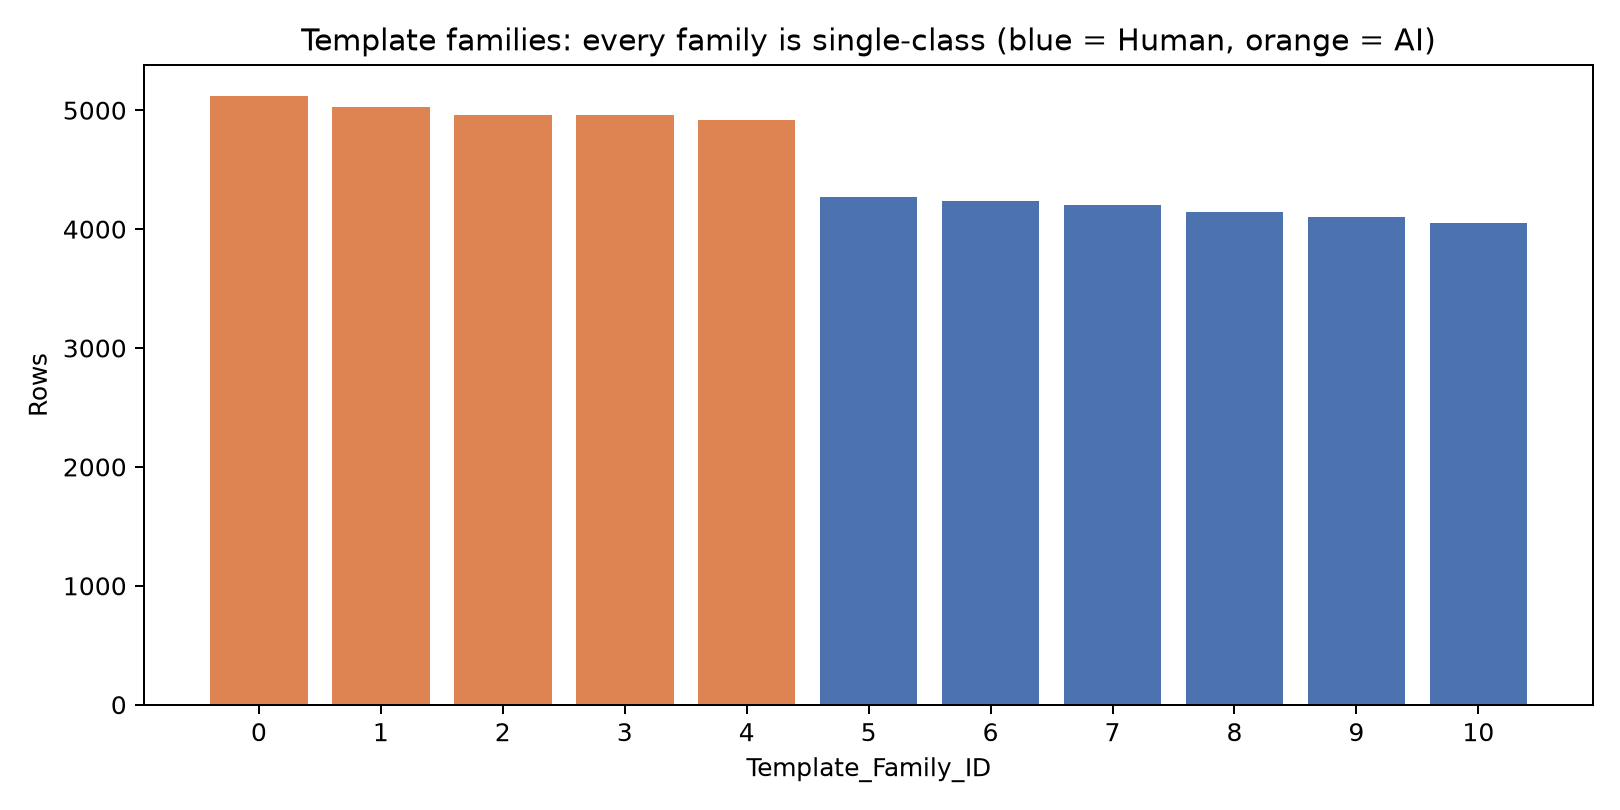 Template families: every family is single-class (blue = Human, orange = AI)
5000
4000
3000
2000
1000
0
Rows
0 1 2 3 4 5 6 7 8 9 10
Template_Family_ID